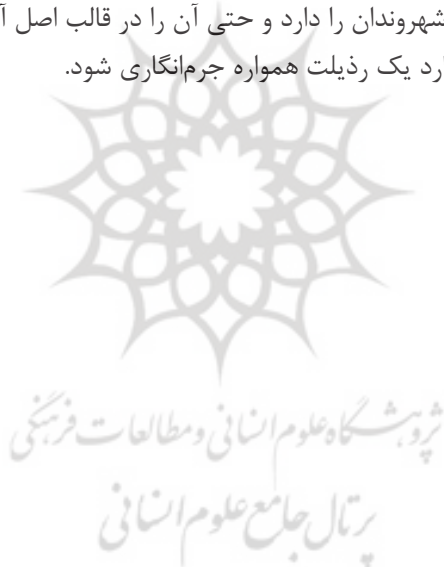 شهروندان را دارد و حتی آن را در قالب اصل
رد یک رذیلت همواره جرم‌انگاری شود.
پژوهشگاه علوم انسانی و مطالعات فرهنگی
پرتال جامع علوم انسانی